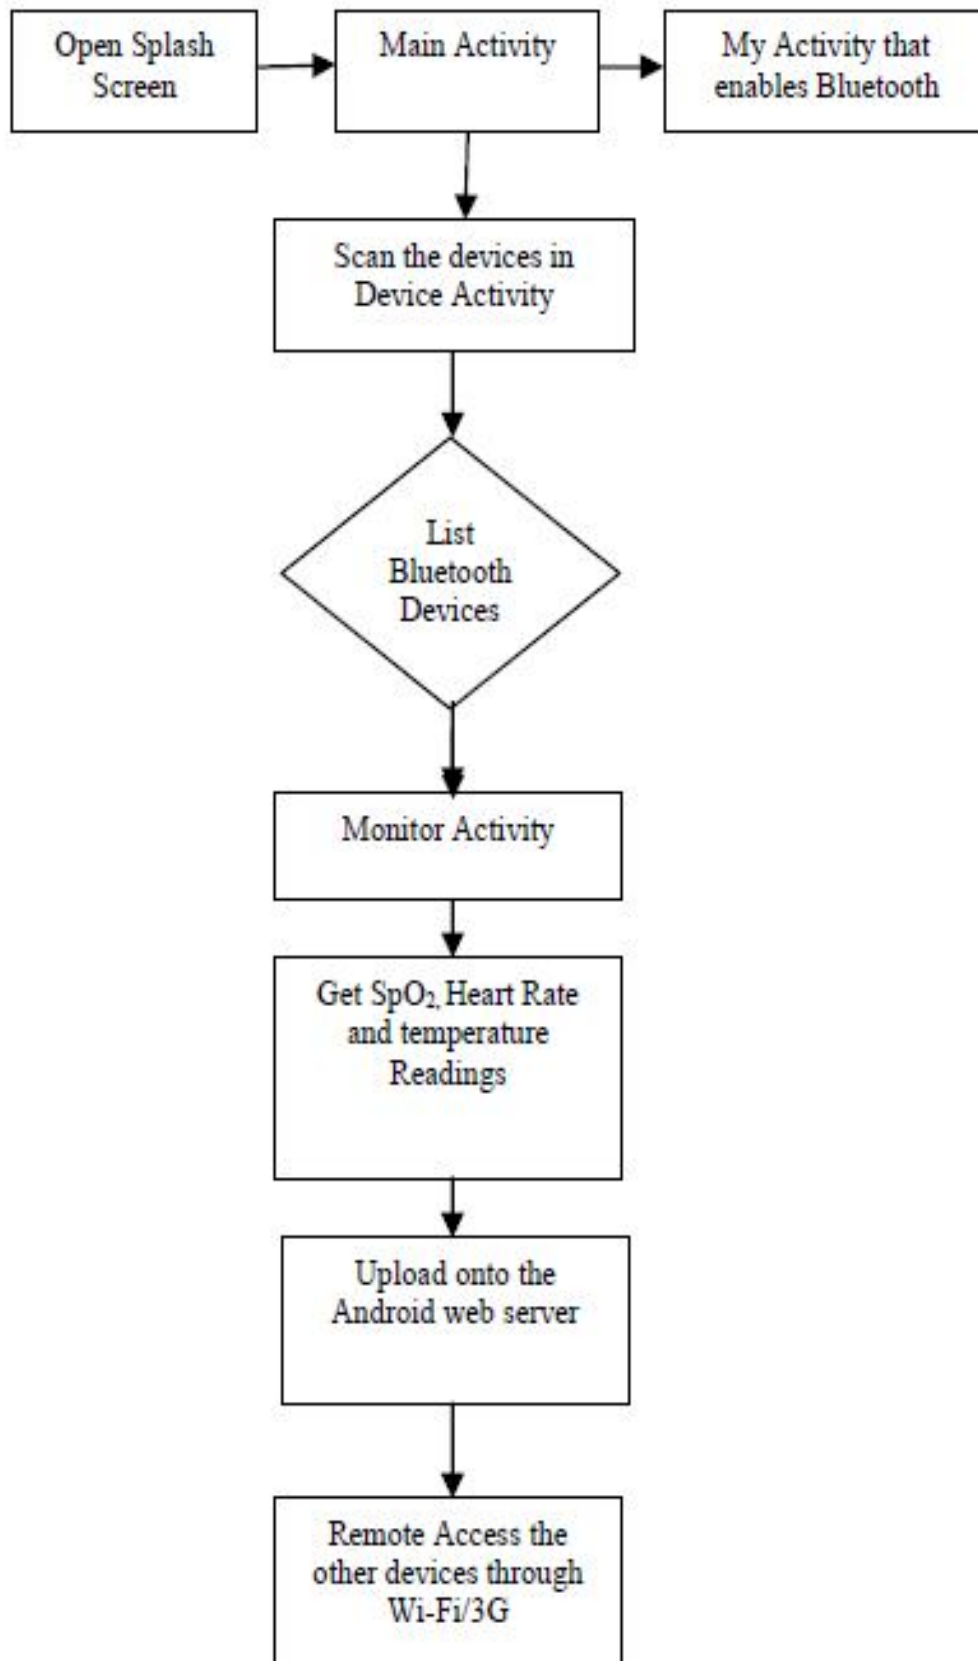 Open Splash
Screen
Main Activity
My Activity that
enables Bluetooth
Scan the devices in
Device Activity
List
Bluetooth
Devices
Monitor Activity
Get SpO₂, Heart Rate
and temperature
Readings
Upload onto the
Android web server
Remote Access the
other devices through
Wi-Fi/3G